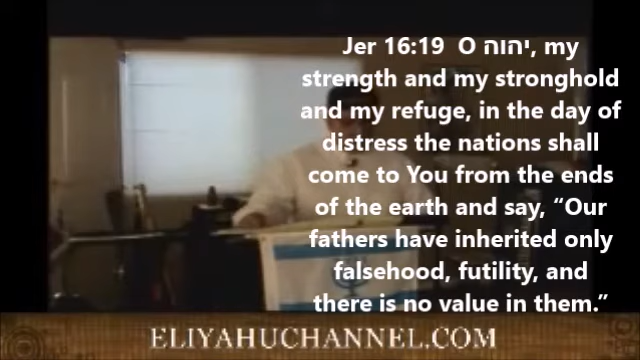 Jer 16:19 O יהוה, my
strength and my stronghold
and my refuge, in the day of
distress the nations shall
come to You from the ends
of the earth and say, “Our
fathers have inherited only
falsehood, futility, and
there is no value in them.”
ELIYAHUCHANNEL.COM